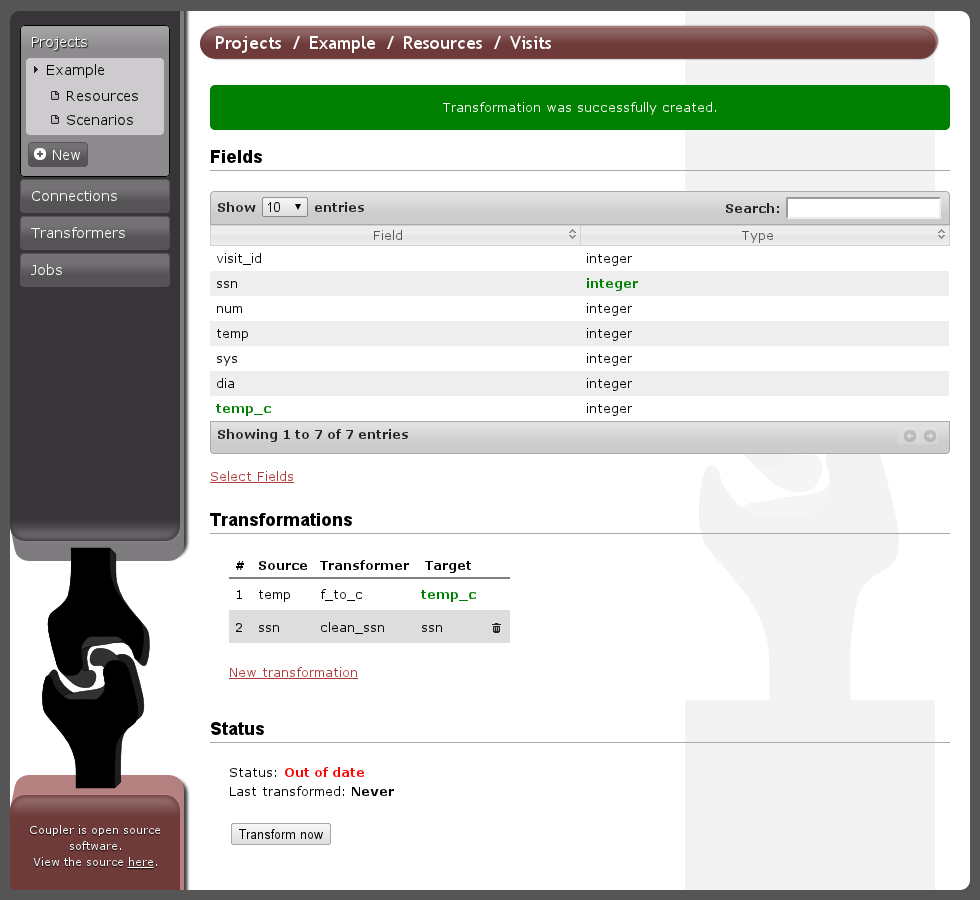 Projects
Example
Resources
Scenarios
New
Connections
Transformers
Jobs
Coupler is open source
software.
View the source here.
Projects / Example / Resources / Visits
Transformation was successfully created.
Fields
Show 10 entries Search:
Field Type
visit_id integer
ssn integer
num integer
temp integer
sys integer
dia integer
temp_c integer
Showing 1 to 7 of 7 entries
Select Fields
Transformations
# Source Transformer Target
1 temp f_to_c temp_c
2 ssn clean_ssn ssn
New transformation
Status
Status: Out of date
Last transformed: Never
Transform now